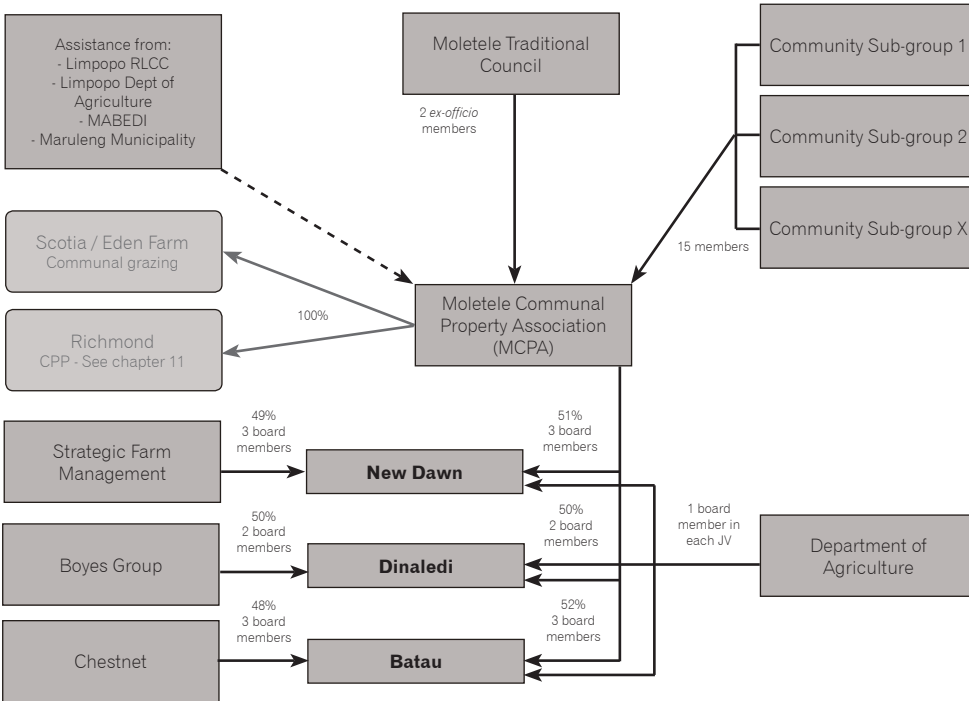 Assistance from:
- Limpopo RLCC
- Limpopo Dept of
Agriculture
- MABEDI
- Maruleng Municipality
Moletele Traditional
Council
2 ex-officio
members
Community Sub-group 1
Community Sub-group 2
Community Sub-group X
15 members
Scotia / Eden Farm
Communal grazing
Richmond
CPP - See chapter 11
100%
Moletele Communal
Property Association
(MCPA)
Strategic Farm
Management
49%
3 board
members
New Dawn
51%
3 board
members
Boyes Group
50%
2 board
members
Dinaledi
50%
2 board
members
1 board
member in
each JV
Department of
Agriculture
Chestnet
48%
3 board
members
Batau
52%
3 board
members